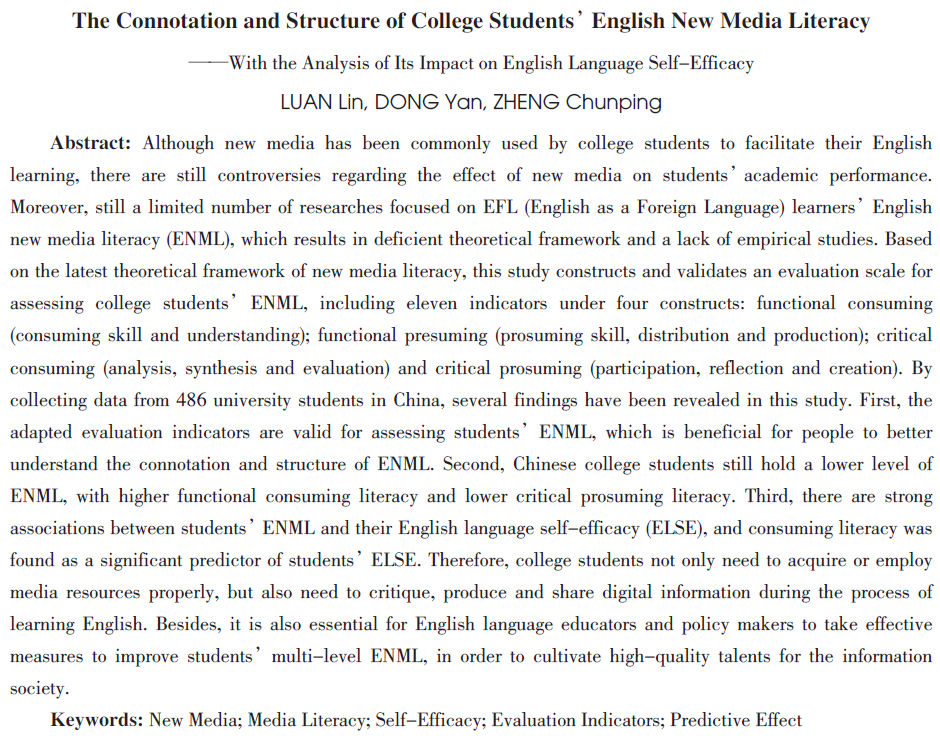 The Connotation and Structure of College Students’ English New Media Literacy
——With the Analysis of Its Impact on English Language Self-Efficacy
LUAN Lin, DONG Yan, ZHENG Chunping
Abstract: Although new media has been commonly used by college students to facilitate their English
learning, there are still controversies regarding the effect of new media on students’ academic performance.
Moreover, still a limited number of researches focused on EFL (English as a Foreign Language) learners’ English
new media literacy (ENML), which results in deficient theoretical framework and a lack of empirical studies. Based
on the latest theoretical framework of new media literacy, this study constructs and validates an evaluation scale for
assessing college students’ ENML, including eleven indicators under four constructs: functional consuming
(consuming skill and understanding); functional presuming (prosuming skill, distribution and production); critical
consuming (analysis, synthesis and evaluation) and critical prosuming (participation, reflection and creation). By
collecting data from 486 university students in China, several findings have been revealed in this study. First, the
adapted evaluation indicators are valid for assessing students’ ENML, which is beneficial for people to better
understand the connotation and structure of ENML. Second, Chinese college students still hold a lower level of
ENML, with higher functional consuming literacy and lower critical prosuming literacy. Third, there are strong
associations between students’ ENML and their English language self-efficacy (ELSE), and consuming literacy was
found as a significant predictor of students’ ELSE. Therefore, college students not only need to acquire or employ
media resources properly, but also need to critique, produce and share digital information during the process of
learning English. Besides, it is also essential for English language educators and policy makers to take effective
measures to improve students’ multi-level ENML, in order to cultivate high-quality talents for the information
society.
Keywords: New Media; Media Literacy; Self-Efficacy; Evaluation Indicators; Predictive Effect